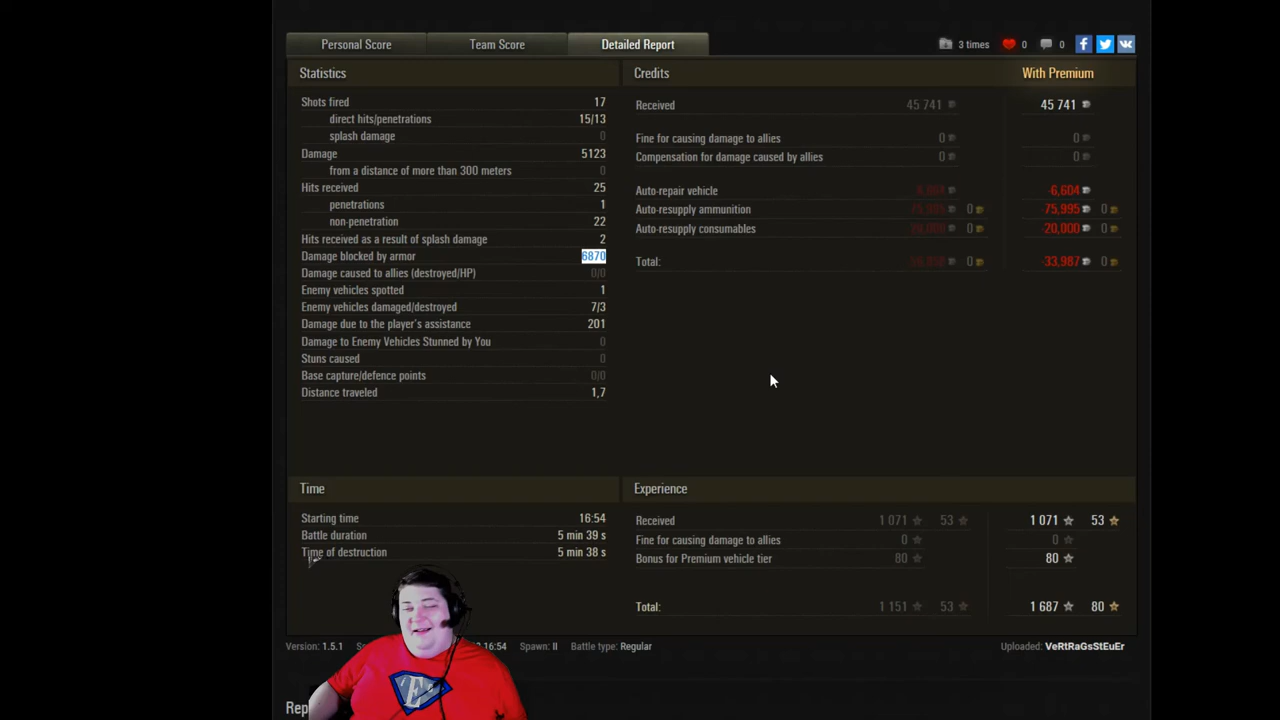 Personal Score Team Score Detailed Report 3 times 0 0
Statistics
Shots fired 17
direct hits/penetrations 15/13
splash damage 0
Damage 5123
from a distance of more than 300 meters 0
Hits received 25
penetrations 1
non-penetration 22
Hits received as a result of splash damage 2
Damage blocked by armor 6870
Damage caused to allies (destroyed/HP) 0/0
Enemy vehicles spotted 1
Enemy vehicles damaged/destroyed 7/3
Damage due to the player's assistance 201
Damage to Enemy Vehicles Stunned by You 0
Stuns caused 0
Base capture/defence points 0/0
Distance traveled 1,7
Credits With Premium
Received 45 741 45 741
Fine for causing damage to allies 0 0
Compensation for damage caused by allies 0 0
Auto-repair vehicle -6,604
Auto-resupply ammunition 0 -75,995 0
Auto-resupply consumables 0 -20,000 0
Total: 0 -33,987 0
Time
Starting time 16:54
Battle duration 5 min 39 s
Time of destruction 5 min 38 s
Experience
Received 1 071 53 1 071 53
Fine for causing damage to allies 0 0
Bonus for Premium vehicle tier 80 80
Total: 1 151 53 1 687 80
Version: 1.5.1 16:54 Spawn: II Battle type: Regular Uploaded: VeRtRaGsStEuEr
E